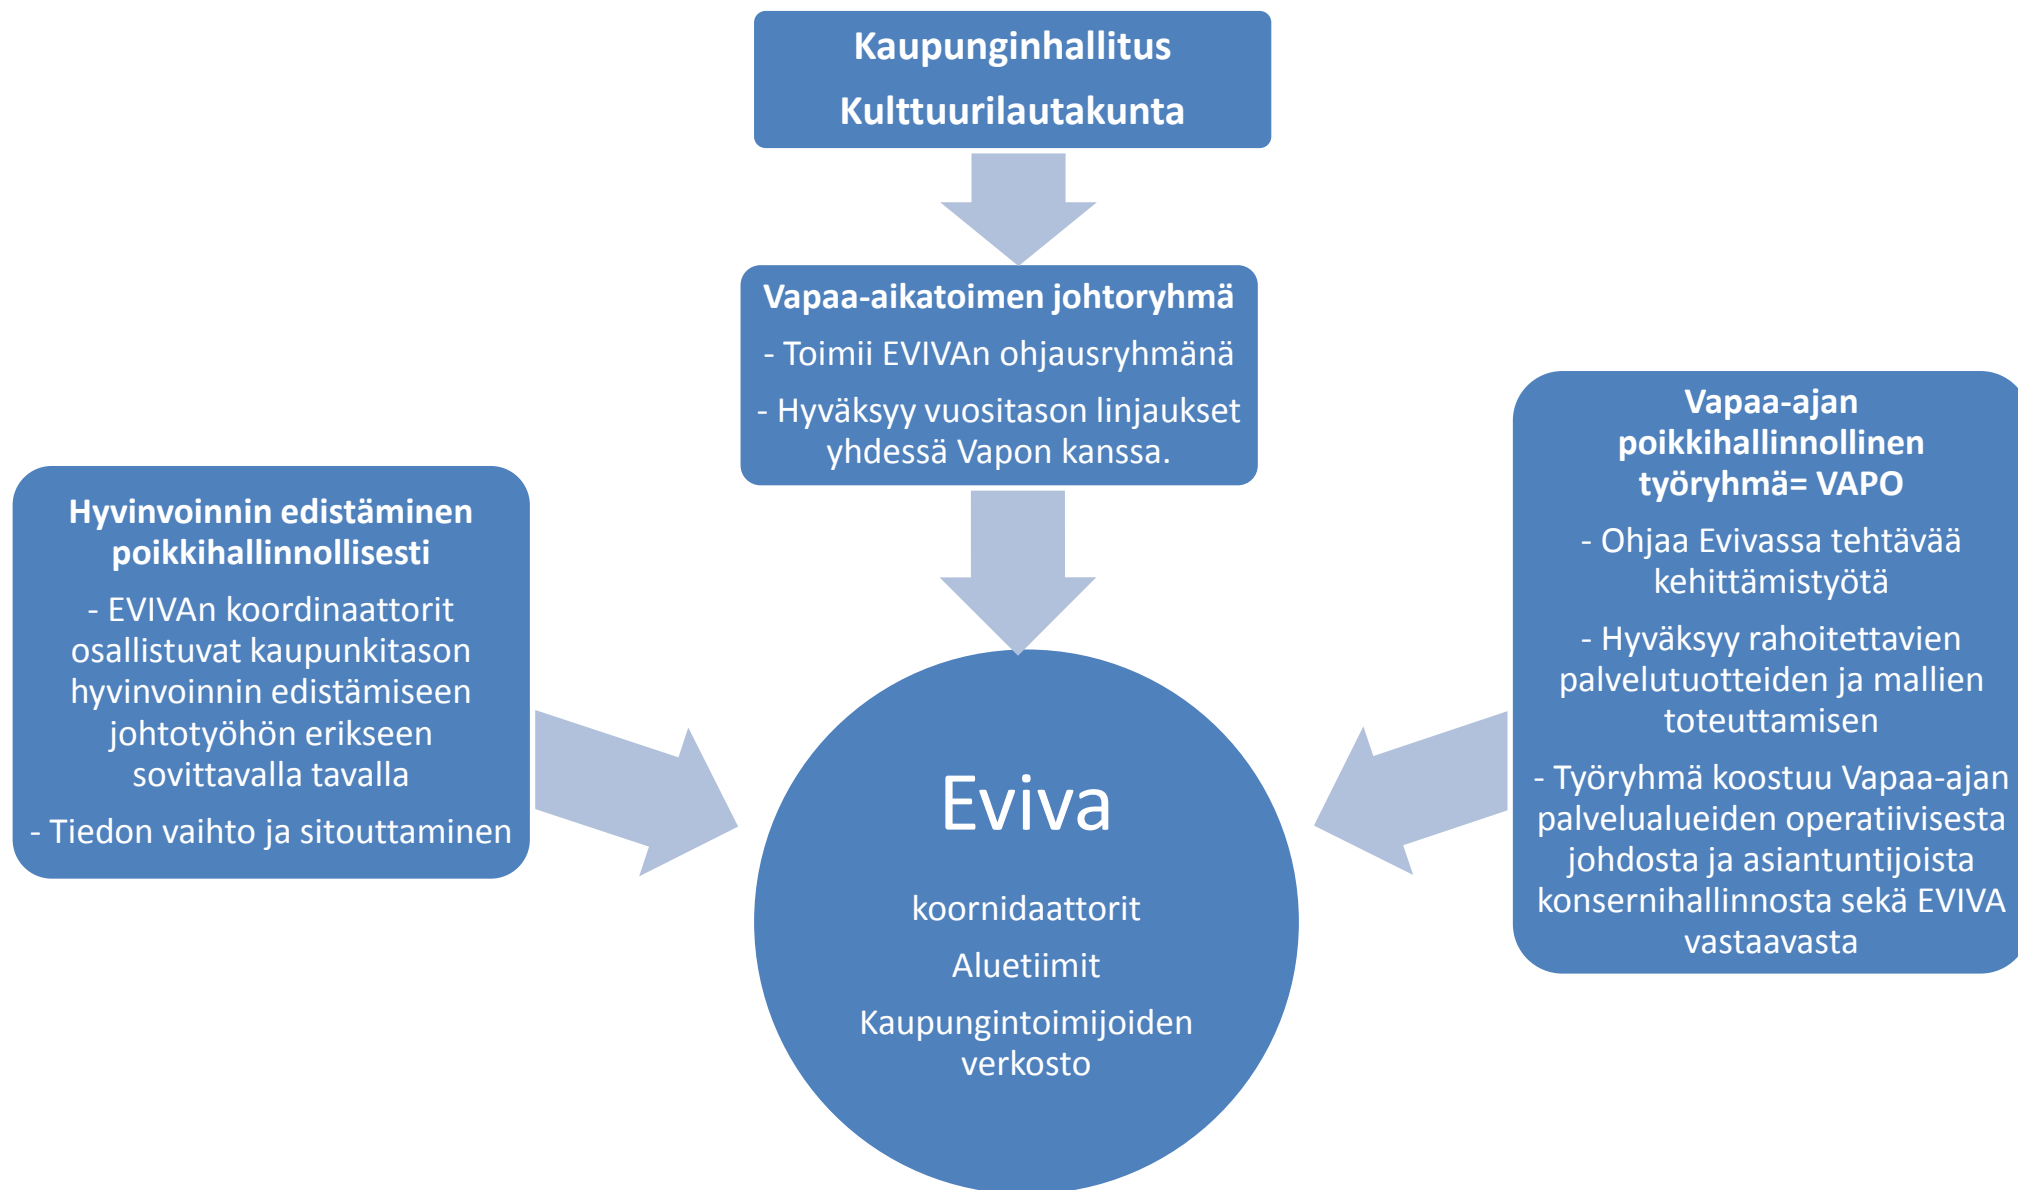 Kaupunginhallitus
Kulttuurilautakunta
Vapaa-aikatoimen johtoryhmä
- Toimii EVIVAn ohjausryhmänä
- Hyväksyy vuositason linjaukset
yhdessä Vapon kanssa.
Hyvinvoinnin edistäminen
poikkihallinnollisesti
- EVIVAn koordinaattorit
osallistuvat kaupunkitason
hyvinvoinnin edistämiseen
johtotyöhön erikseen
sovittavalla tavalla
- Tiedon vaihto ja sitouttaminen
Vapaa-ajan
poikkihallinnollinen
työryhmä= VAPO
- Ohjaa Evivassa tehtävää
kehittämistyötä
- Hyväksyy rahoitettavien
palvelutuotteiden ja mallien
toteuttamisen
- Työryhmä koostuu Vapaa-ajan
palvelualueiden operatiivisesta
johdosta ja asiantuntijoista
konsernihallinnosta sekä EVIVA
vastaavasta
Eviva
koornidaattorit
Aluetiimit
Kaupungintoimijoiden
verkosto